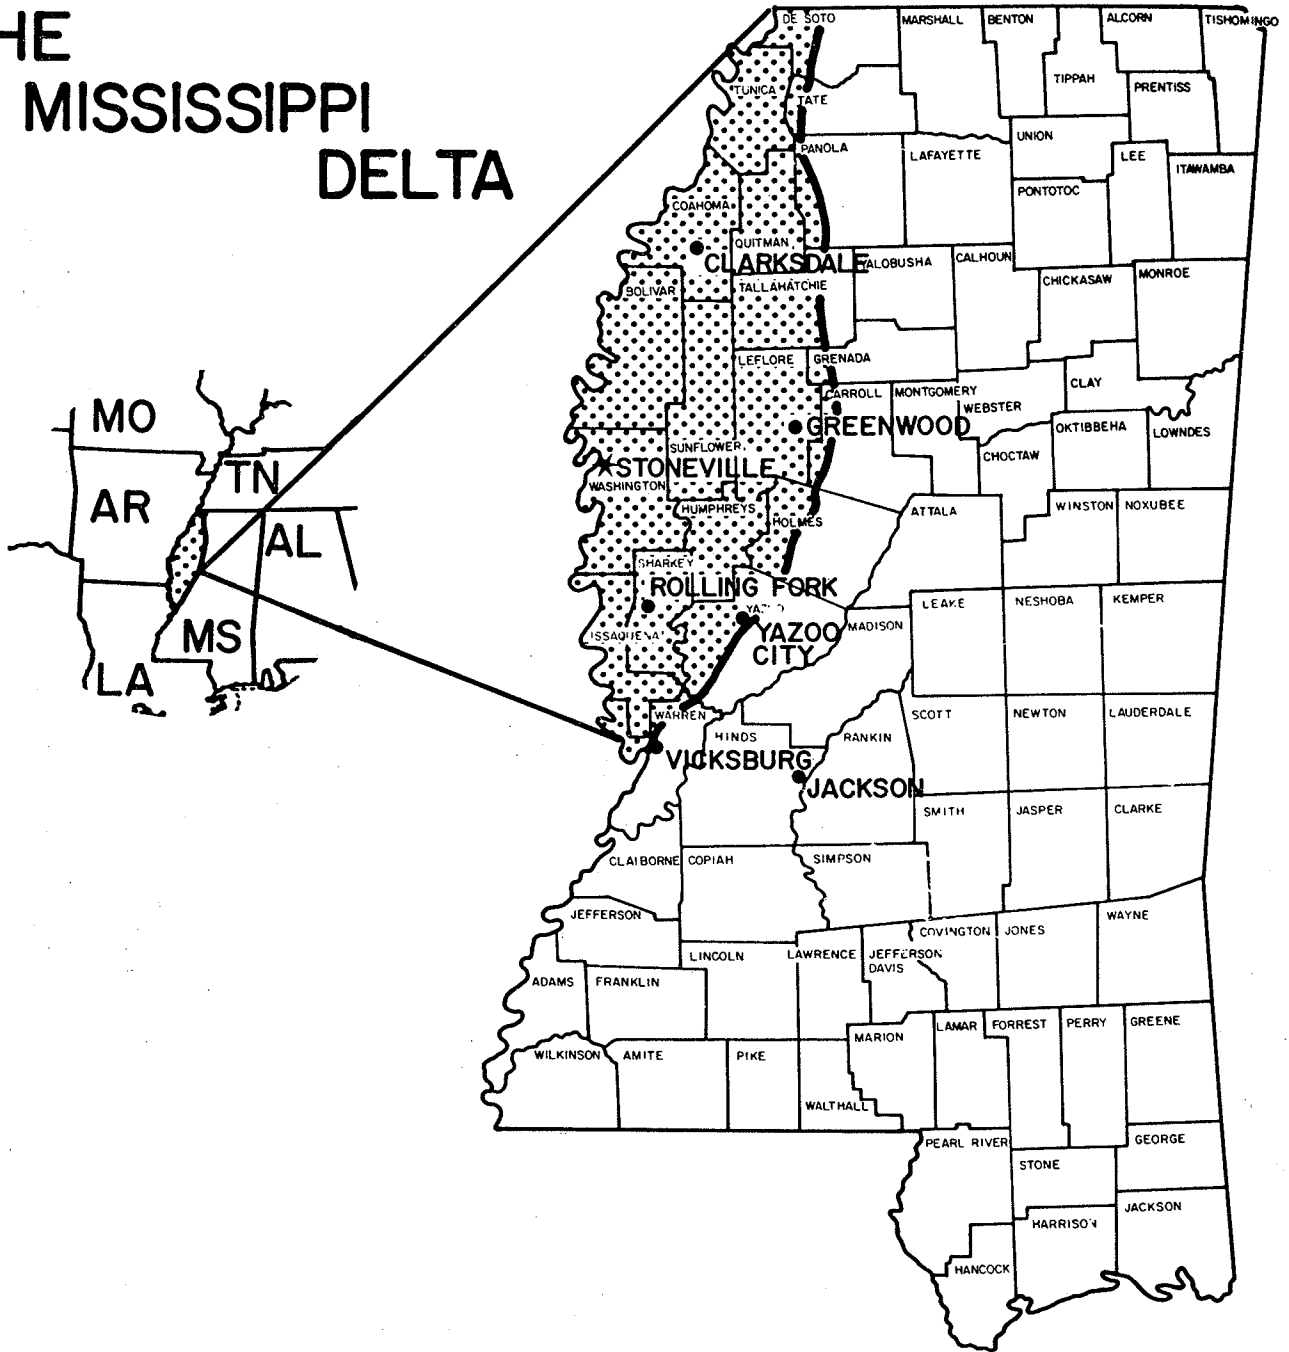 HE
MISSISSIPPI
DELTA
DE SOTO
MARSHALL
BENTON
ALCORN
TISHOMINGO
TIPPAH
PRENTISS
TUNICA
TATE
UNION
PANOLA
LAFAYETTE
LEE
ITAWAMBA
PONTOTOC
COAHOMA
QUITMAN
CLARKSDALE
YALOBUSHA
CALHOUN
CHICKASAW
MONROE
BOLIVAR
TALLAHATCHIE
LEFLORE
GRENADA
CARROLL
MONTGOMERY
WEBSTER
CLAY
GREENWOOD
OKTIBBEHA
LOWNDES
SUNFLOWER
CHOCTAW
STONEVILLE
WASHINGTON
HUMPHREYS
HOLMES
ATTALA
WINSTON
NOXUBEE
SHARKEY
ROLLING FORK
YAZOO
LEAKE
NESHOBA
KEMPER
ISSAQUENA
YAZOO
CITY
MADISON
WARREN
HINDS
RANKIN
SCOTT
NEWTON
LAUDERDALE
VICKSBURG
JACKSON
SMITH
JASPER
CLARKE
CLAIBORNE
COPIAH
SIMPSON
JEFFERSON
WAYNE
COVINGTON
JONES
LINCOLN
LAWRENCE
JEFFERSON
DAVIS
ADAMS
FRANKLIN
MARION
LAMAR
FORREST
PERRY
GREENE
WILKINSON
AMITE
PIKE
WALTHALL
PEARL RIVER
GEORGE
STONE
HARRISON
JACKSON
HANCOCK
MO
TN
AR
AL
MS
LA